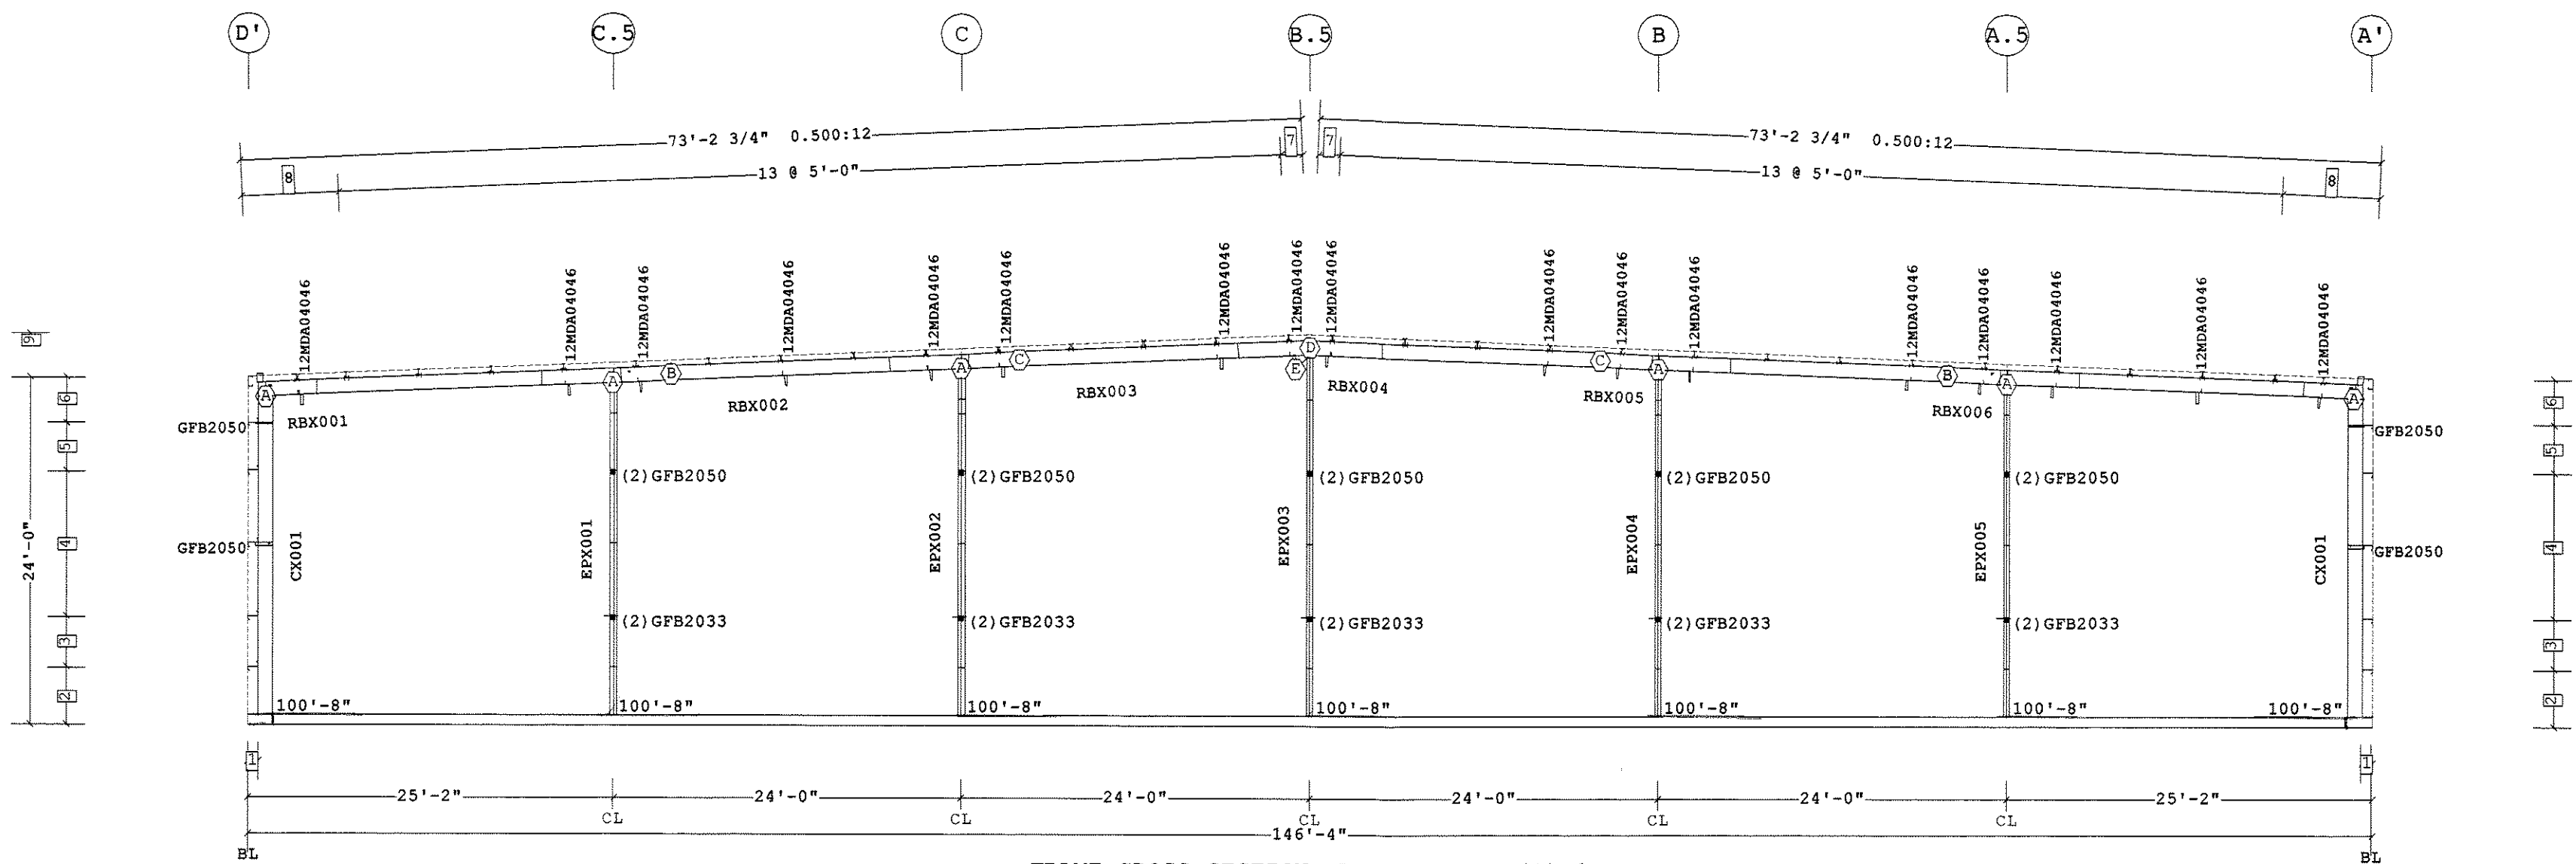 D' C.5 C B.5 B A.5 A'
73'-2 3/4" 0.500:12 7 7 73'-2 3/4" 0.500:12
8 13 @ 5'-0" 13 @ 5'-0" 8
12MDA04046 12MDA04046 12MDA04046 12MDA04046 12MDA04046 12MDA04046 12MDA04046 12MDA04046 12MDA04046 12MDA04046 12MDA04046 12MDA04046 12MDA04046 12MDA04046 12MDA04046 12MDA04046 12MDA04046
9
A A B A C D E C A B A A
6 RBX001 RBX002 RBX003 RBX004 RBX005 RBX006 6
GFB2050 GFB2050
5 5
(2)GFB2050 (2)GFB2050 (2)GFB2050 (2)GFB2050 (2)GFB2050
24'-0" 4 GFB2050 CX001 EPX001 EPX002 EPX003 EPX004 EPX005 CX001 GFB2050 4
(2)GFB2033 (2)GFB2033 (2)GFB2033 (2)GFB2033 (2)GFB2033
3 3
2 100'-8" 100'-8" 100'-8" 100'-8" 100'-8" 100'-8" 100'-8" 2
1 1
25'-2" 24'-0" 24'-0" 24'-0" 24'-0" 25'-2"
CL CL CL CL CL
146'-4"
BL BL